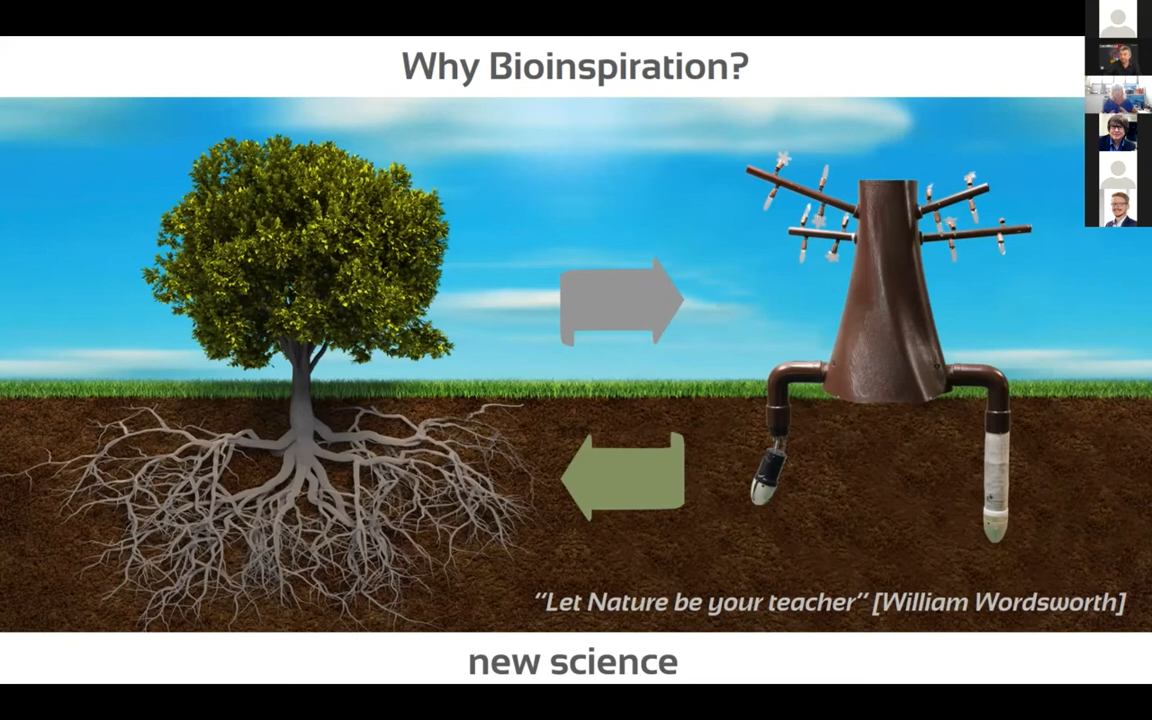 Why Bioinspiration?
“Let Nature be your teacher” [William Wordsworth]
new science